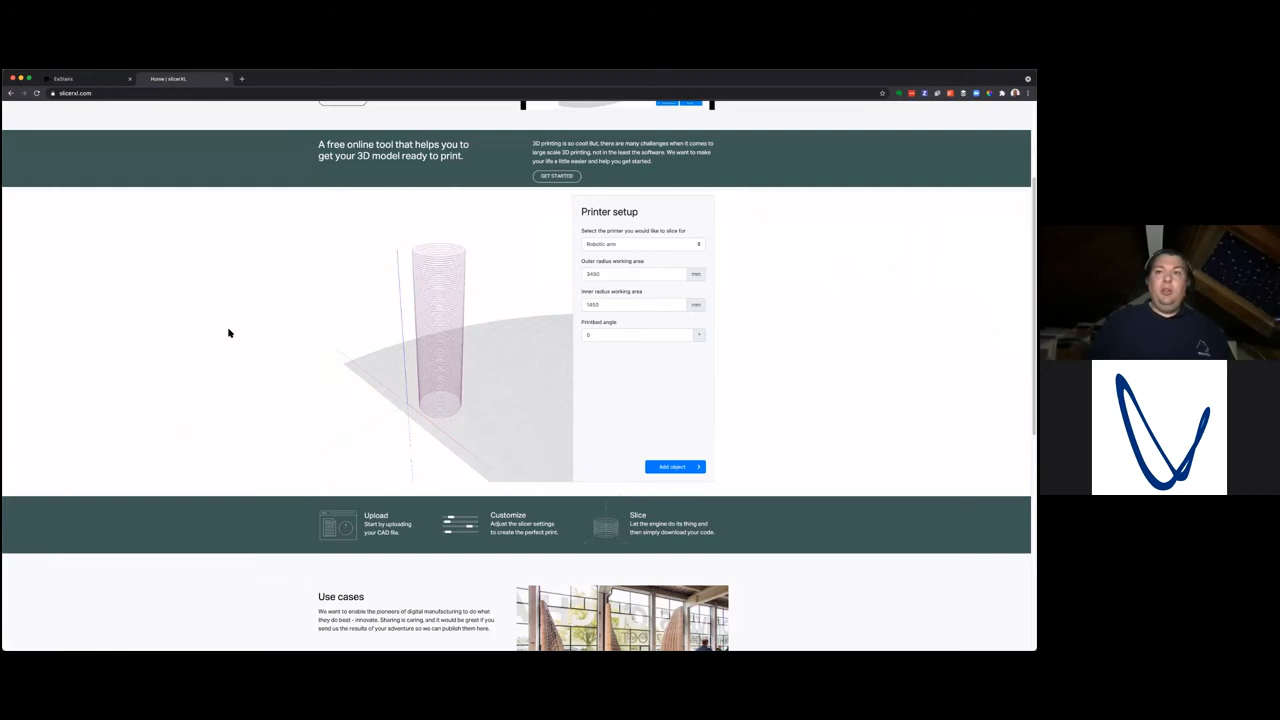 ExStairs
Home | slicerXL
slicerxl.com
A free online tool that helps you to
get your 3D model ready to print.
3D printing is so cool! But, there are many challenges when it comes to
large scale 3D printing, not in the least the software. We want to make
your life a little easier and help you get started.
GET STARTED
Printer setup
Select the printer you would like to slice for
Robotic arm
Outer radius working area
3450
mm
Inner radius working area
1450
mm
Printbed angle
0
°
Add object
Upload
Start by uploading
your CAD file.
Customize
Adjust the slicer settings
to create the perfect print.
Slice
Let the engine do its thing and
then simply download your code.
Use cases
We want to enable the pioneers of digital manufacturing to do what
they do best - innovate. Sharing is caring, and it would be great if you
send us the results of your adventure so we can publish them here.